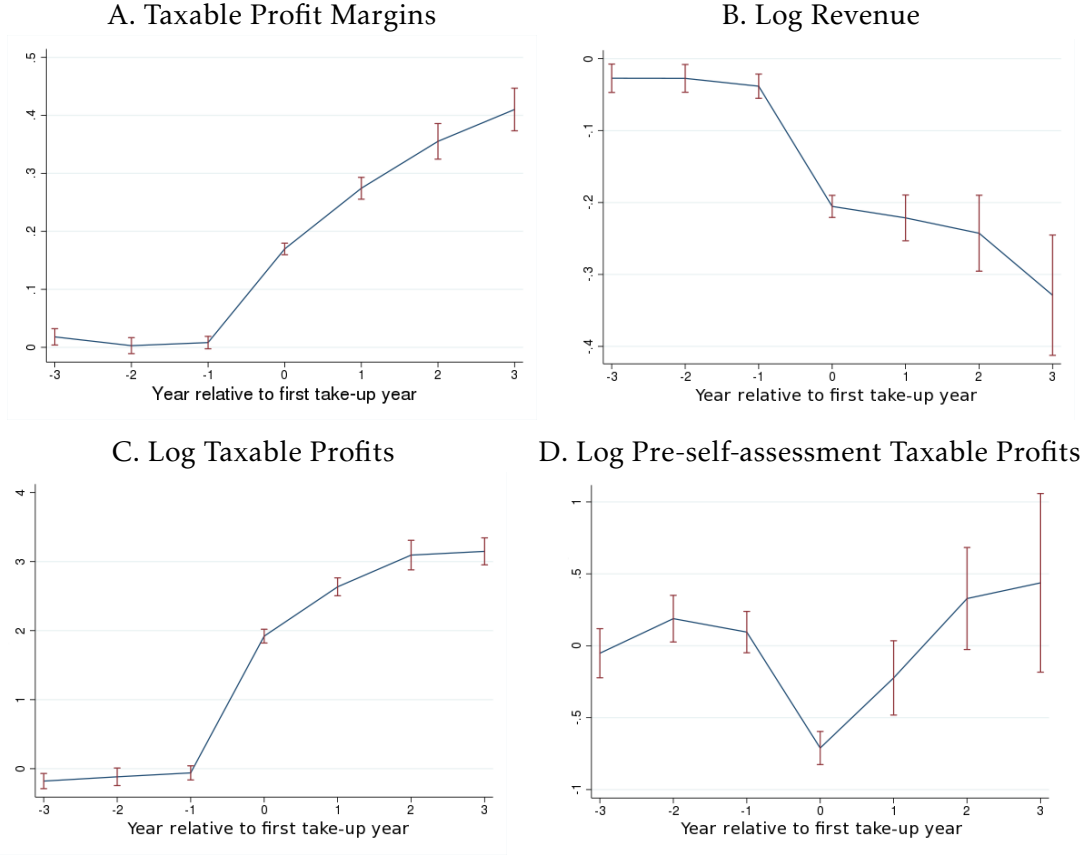 A. Taxable Profit Margins
.5
.4
.3
.2
.1
0
-3 -2 -1 0 1 2 3
Year relative to first take-up year
B. Log Revenue
0
-.1
-.2
-.3
-.4
-3 -2 -1 0 1 2 3
Year relative to first take-up year
C. Log Taxable Profits
4
3
2
1
0
-3 -2 -1 0 1 2 3
Year relative to first take-up year
D. Log Pre-self-assessment Taxable Profits
1
.5
0
-.5
-1
-3 -2 -1 0 1 2 3
Year relative to first take-up year